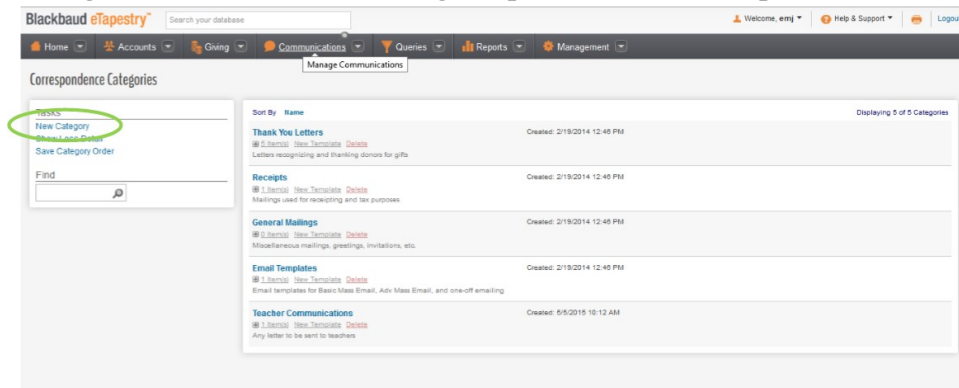 Blackbaud eTapestry™ Search your database Welcome, emj Help & Support Logou
Home Accounts Giving Communications Queries Reports Management
Manage Communications
Correspondence Categories
Tasks
New Category
Show Less Detail
Save Category Order
Find
Sort By Name Displaying 5 of 5 Categories
Thank You Letters Created: 2/19/2014 12:46 PM
5 Item(s) New Template Delete
Letters recognizing and thanking donors for gifts
Receipts Created: 2/19/2014 12:46 PM
1 Item(s) New Template Delete
Mailings used for receipting and tax purposes.
General Mailings Created: 2/19/2014 12:46 PM
0 Item(s) New Template Delete
Miscellaneous mailings, greetings, invitations, etc.
Email Templates Created: 2/19/2014 12:46 PM
1 Item(s) New Template Delete
Email templates for Basic Mass Email, Adv Mass Email, and one-off emailing
Teacher Communications Created: 6/5/2015 10:12 AM
1 Item(s) New Template Delete
Any letter to be sent to teachers